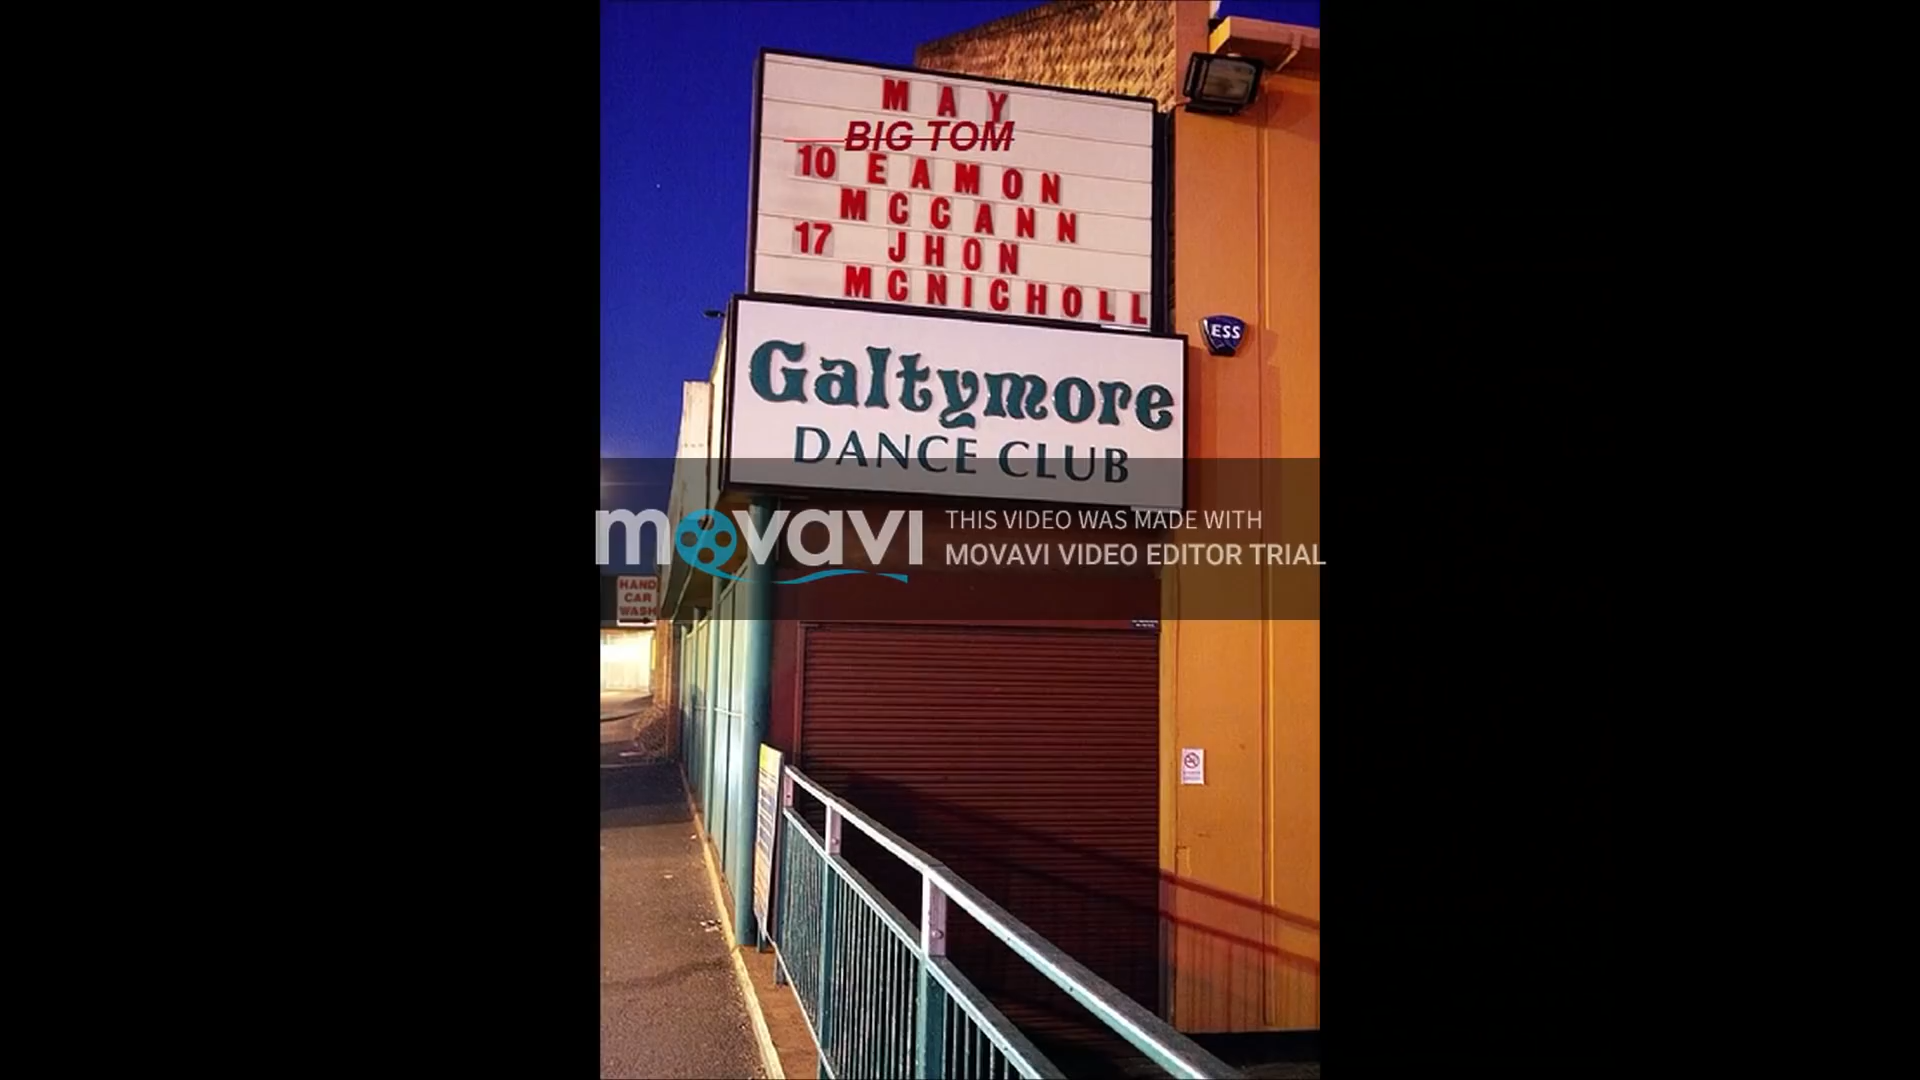 MAY
BIG TOM
10 EAMON
MCCANN
17 JHON
MCNICHOLL
ESS
Galtymore
DANCE CLUB
movavi
THIS VIDEO WAS MADE WITH
MOVAVI VIDEO EDITOR TRIAL
HAND
CAR
WASH